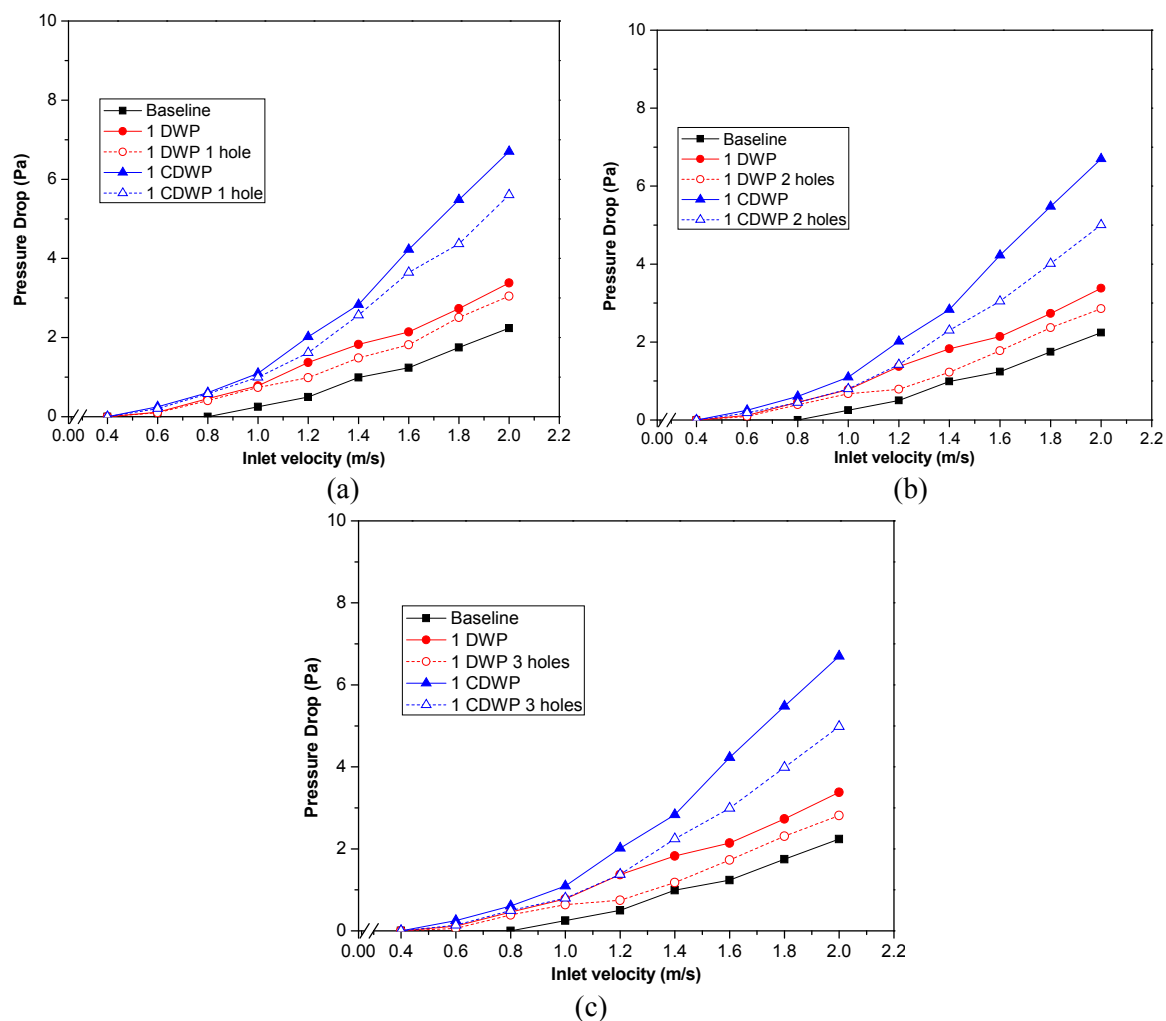 10
8
6
4
2
0
Pressure Drop (Pa)
Baseline
1 DWP
1 DWP 1 hole
1 CDWP
1 CDWP 1 hole
0.00 0.4 0.6 0.8 1.0 1.2 1.4 1.6 1.8 2.0 2.2
Inlet velocity (m/s)
(a)
10
8
6
4
2
0
Pressure Drop (Pa)
Baseline
1 DWP
1 DWP 2 holes
1 CDWP
1 CDWP 2 holes
0.00 0.4 0.6 0.8 1.0 1.2 1.4 1.6 1.8 2.0 2.2
Inlet velocity (m/s)
(b)
10
8
6
4
2
0
Pressure Drop (Pa)
Baseline
1 DWP
1 DWP 3 holes
1 CDWP
1 CDWP 3 holes
0.00 0.4 0.6 0.8 1.0 1.2 1.4 1.6 1.8 2.0 2.2
Inlet velocity (m/s)
(c)